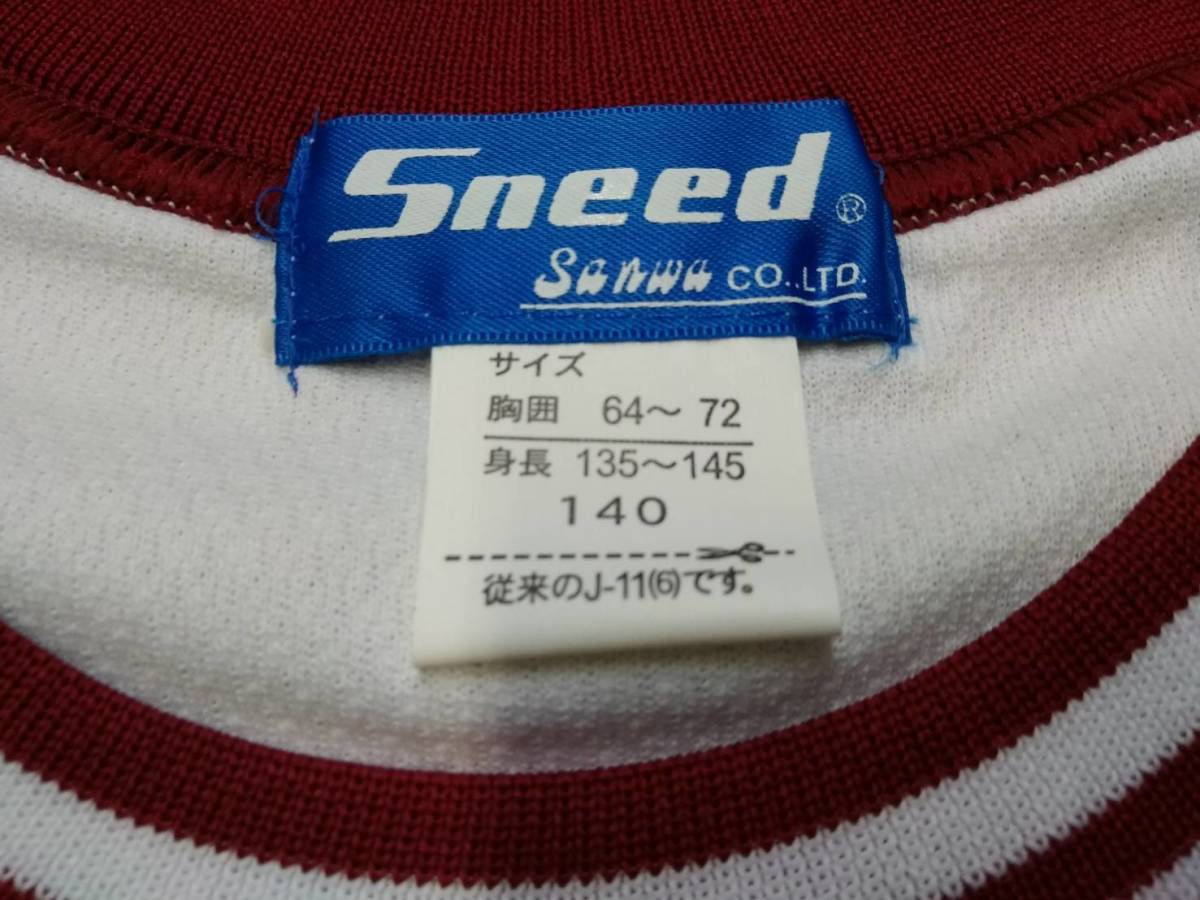 Sneed®
Sanwa CO.,LTD.
サイズ
胸囲 64～72
身長 135～145
140
従来のJ-11(6)です。